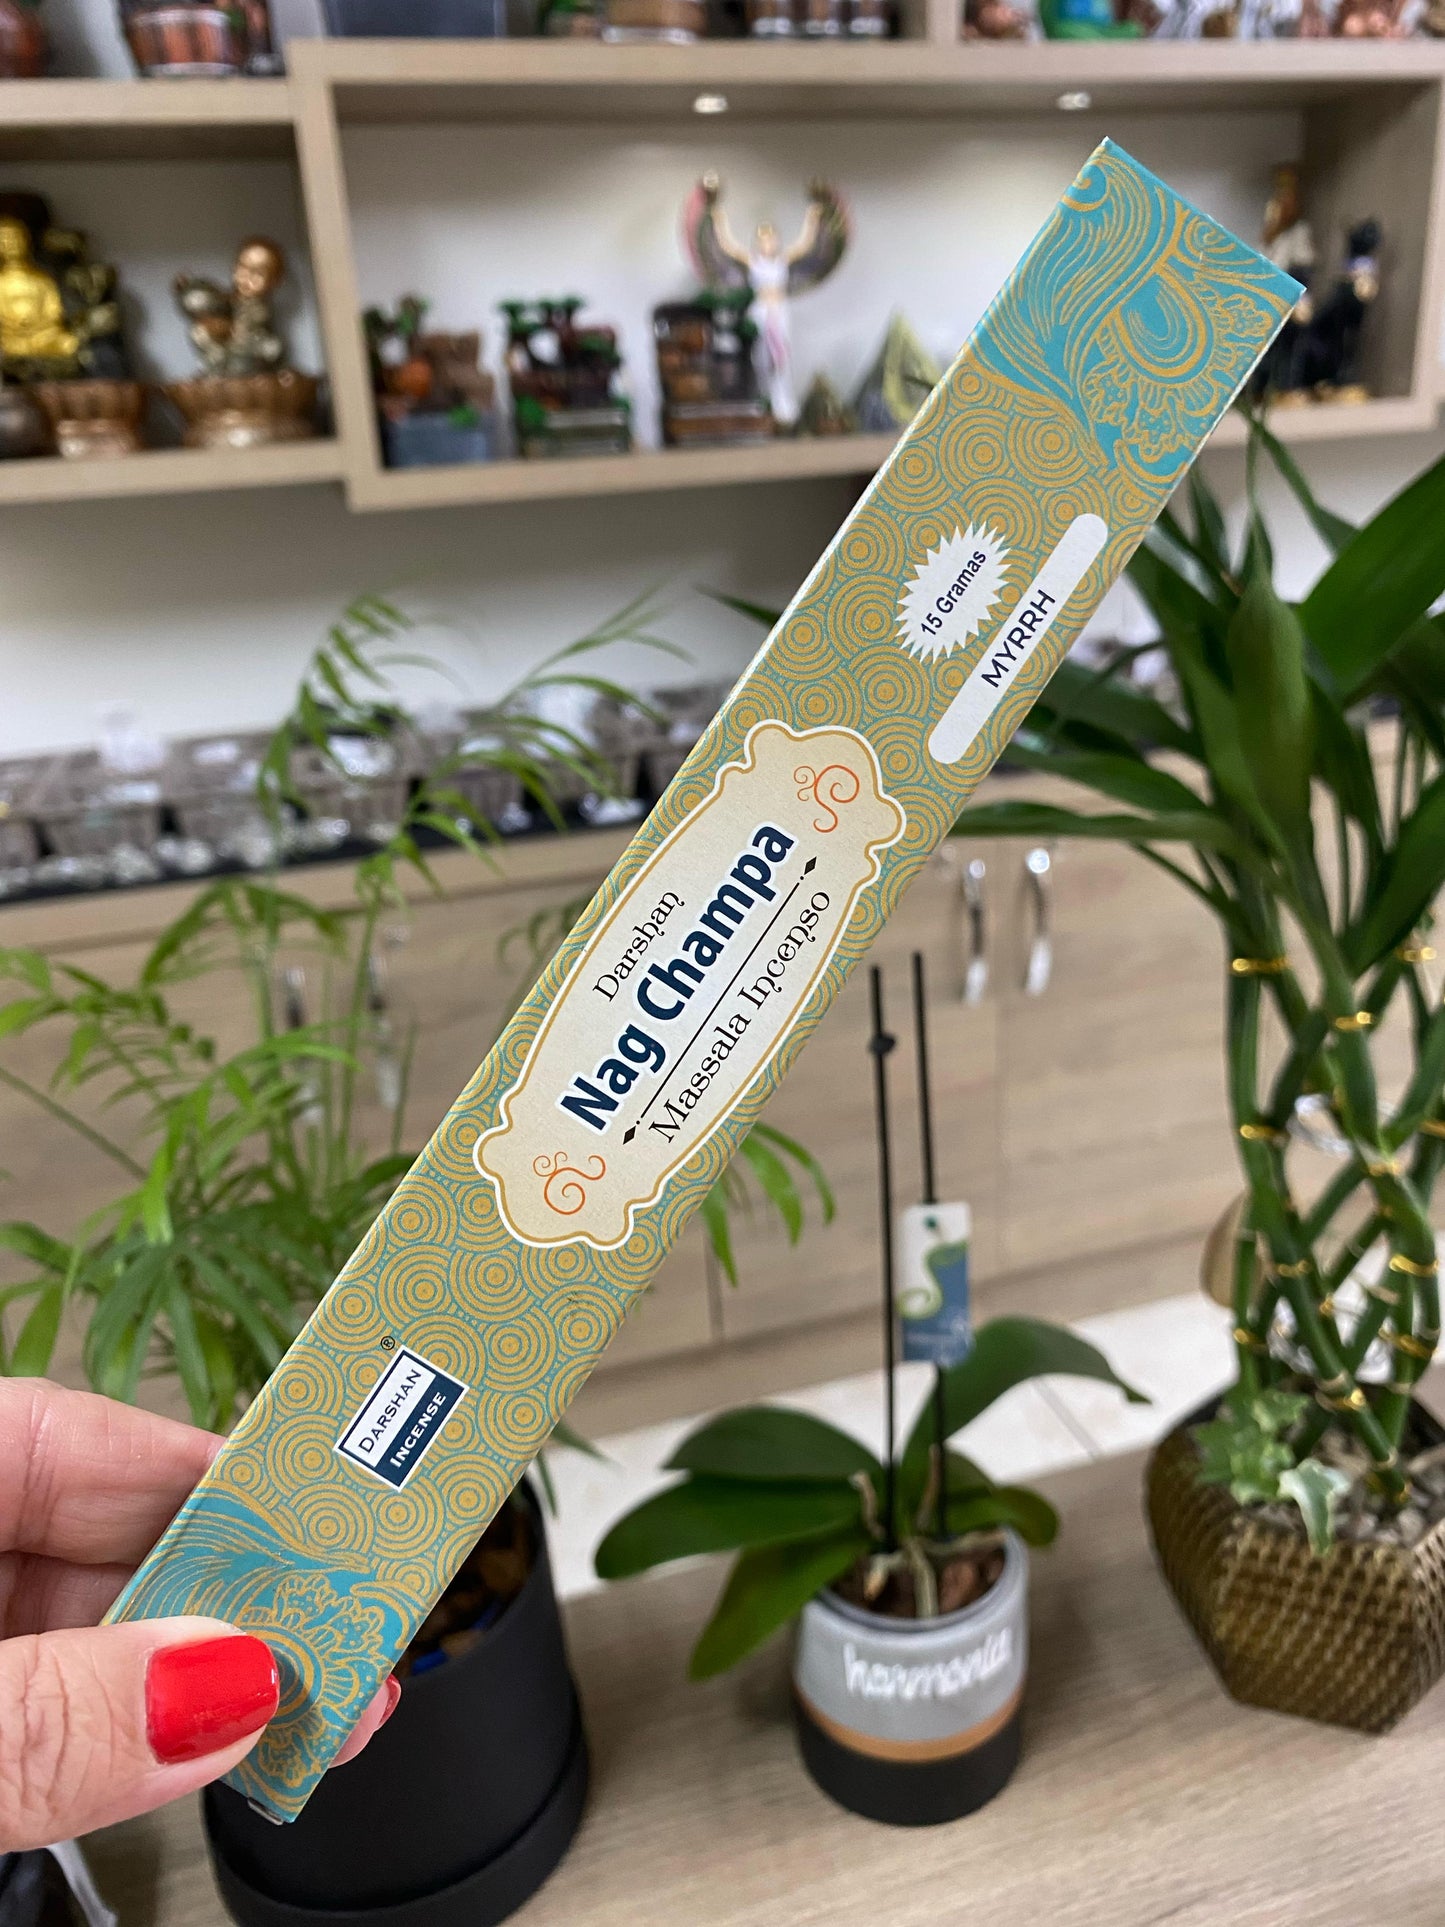 15 Gramas
MYRRH
Darshan
Nag Champa
Massala Incenso
DARSHAN
INCENSE
®
harmonia